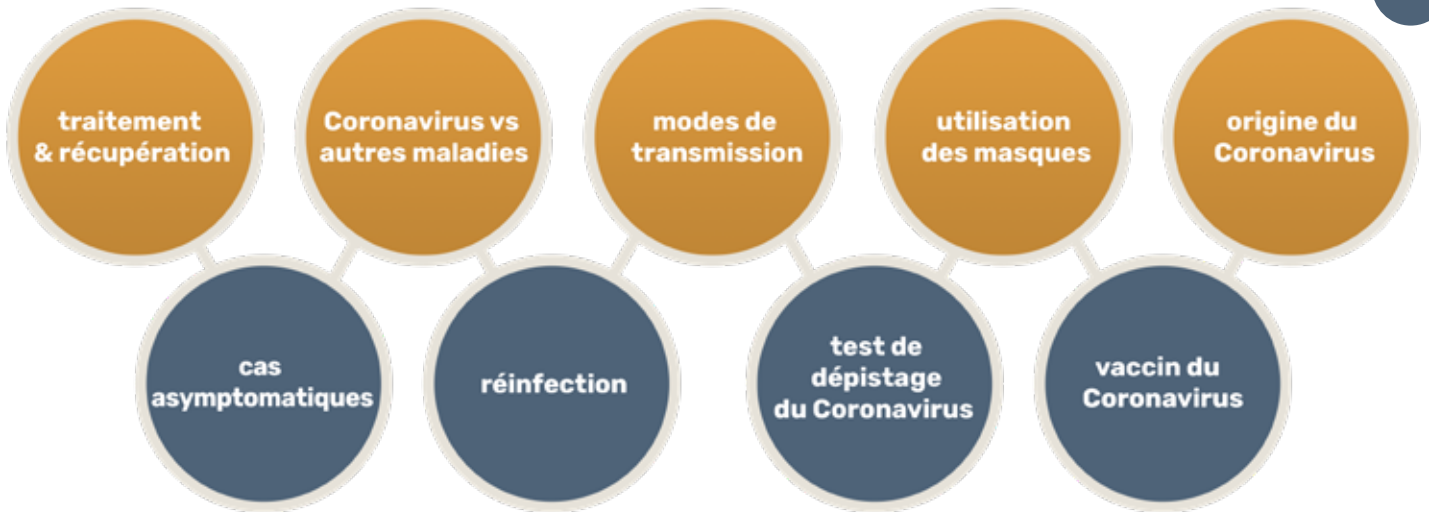 traitement
& récupération
Coronavirus vs
autres maladies
modes de
transmission
utilisation
des masques
origine du
Coronavirus
cas
asymptomatiques
réinfection
test de
dépistage
du Coronavirus
vaccin du
Coronavirus